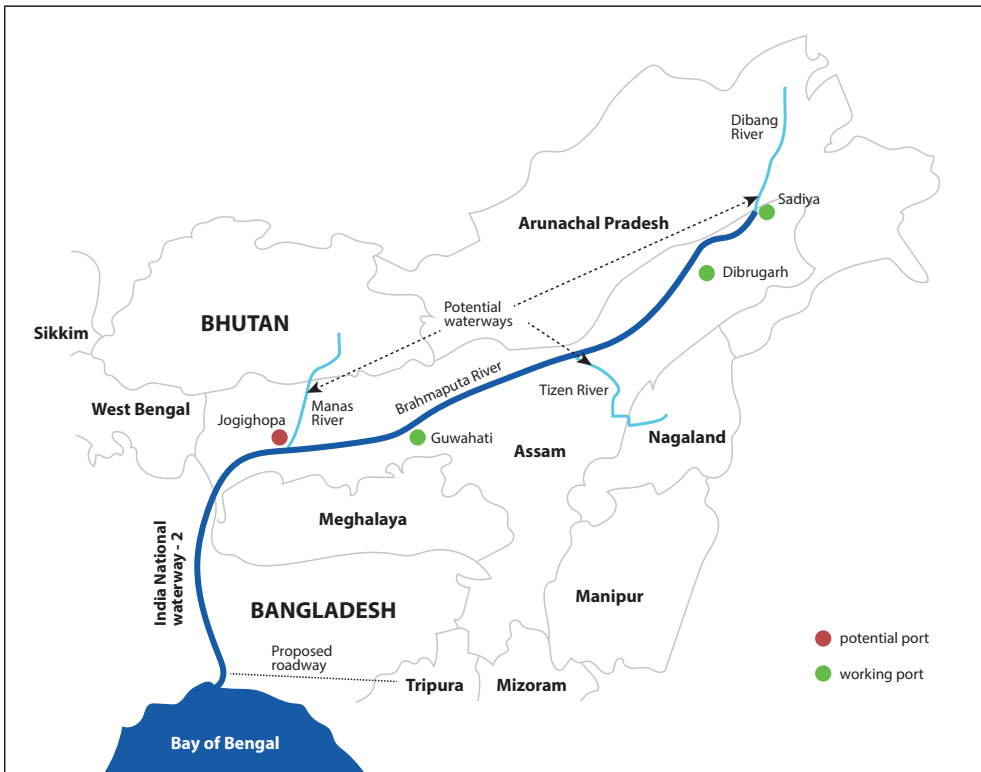 Dibang
River
Sadiya
Arunachal Pradesh
Dibrugarh
Potential
waterways
BHUTAN
Sikkim
Brahmaputa River
Tizen River
West Bengal
Manas
River
Jogighopa
Guwahati
Nagaland
Assam
Meghalaya
India National
waterway - 2
BANGLADESH
Manipur
potential port
Proposed
roadway
working port
Tripura
Mizoram
Bay of Bengal